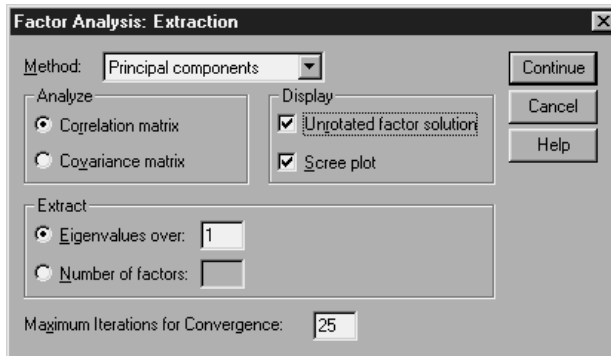 Factor Analysis: Extraction
Method: Principal components
Continue
Analyze
Display
Correlation matrix
Unrotated factor solution
Cancel
Covariance matrix
Scree plot
Help
Extract
Eigenvalues over: 1
Number of factors:
Maximum Iterations for Convergence: 25